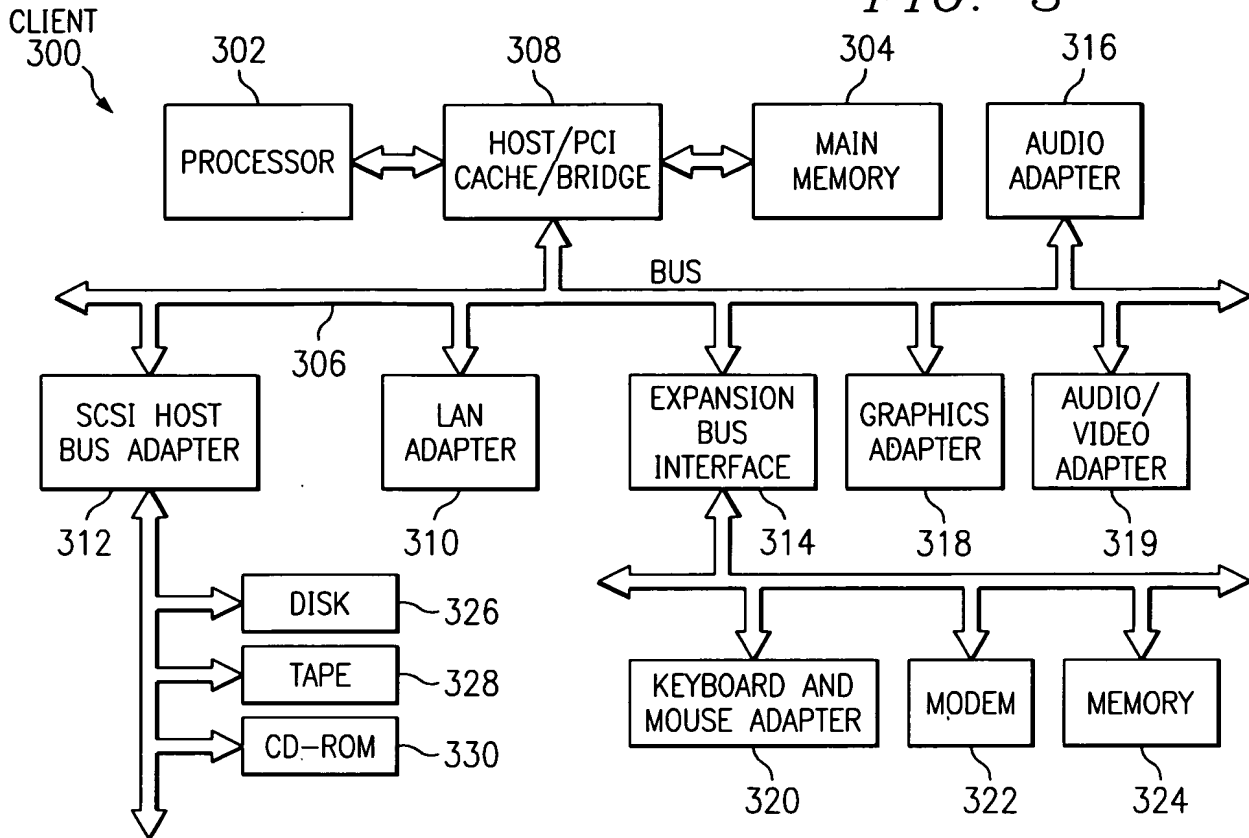 FIG. 3
CLIENT
300
302
308
304
316
PROCESSOR
HOST/PCI
CACHE/BRIDGE
MAIN
MEMORY
AUDIO
ADAPTER
BUS
306
SCSI HOST
BUS ADAPTER
LAN
ADAPTER
EXPANSION
BUS
INTERFACE
GRAPHICS
ADAPTER
AUDIO/
VIDEO
ADAPTER
312
310
314
318
319
DISK
326
TAPE
328
CD-ROM
330
KEYBOARD AND
MOUSE ADAPTER
MODEM
MEMORY
320
322
324